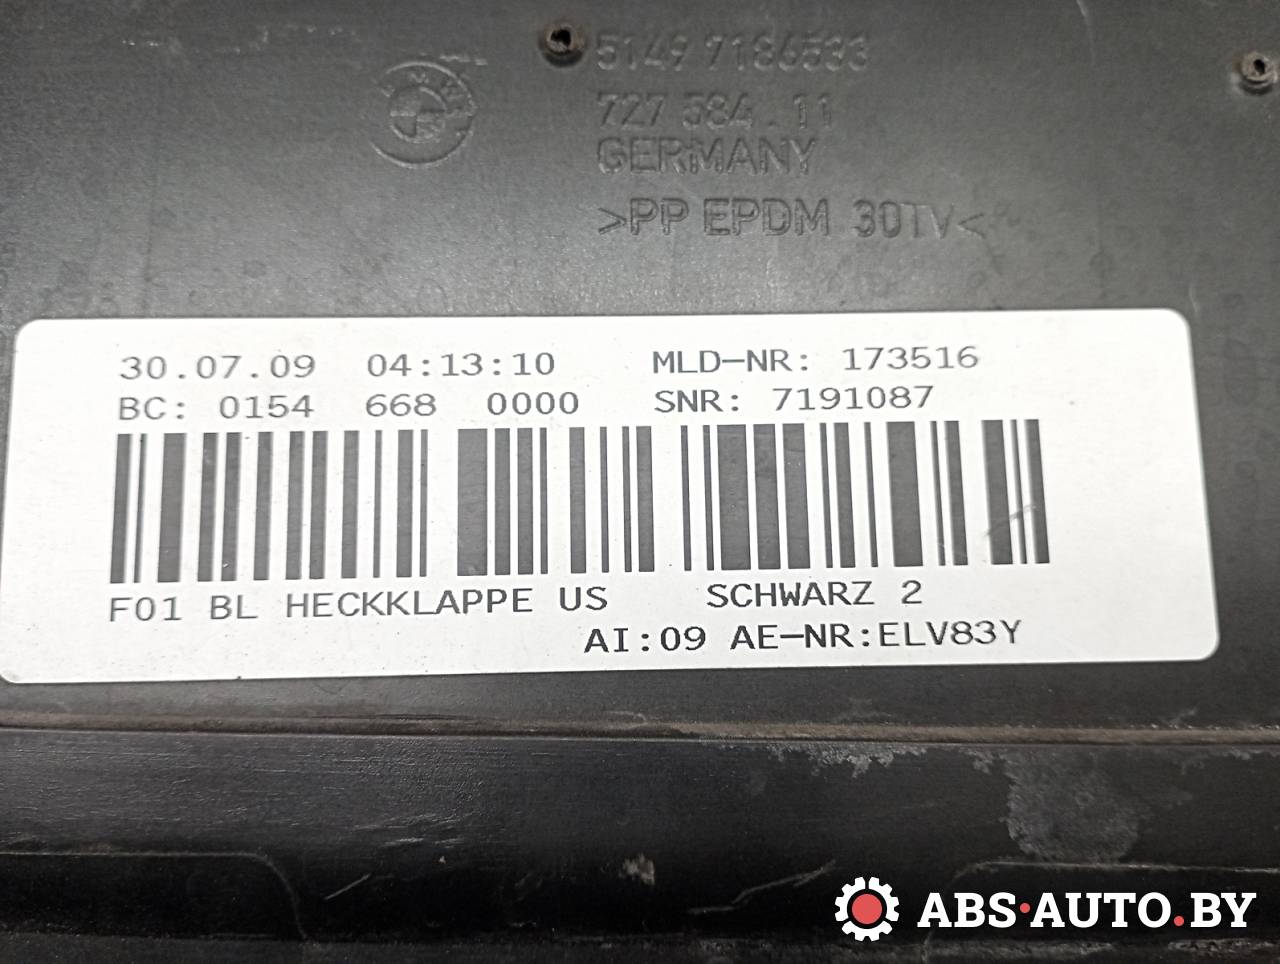 5149 7186533
727 584 . 11
GERMANY
>PP EPDM 30TV<
30.07.09 04:13:10 MLD-NR: 173516
BC: 0154 668 0000 SNR: 7191087
F01 BL HECKKLAPPE US SCHWARZ 2
AI:09 AE-NR:ELV83Y
ABS·AUTO.BY